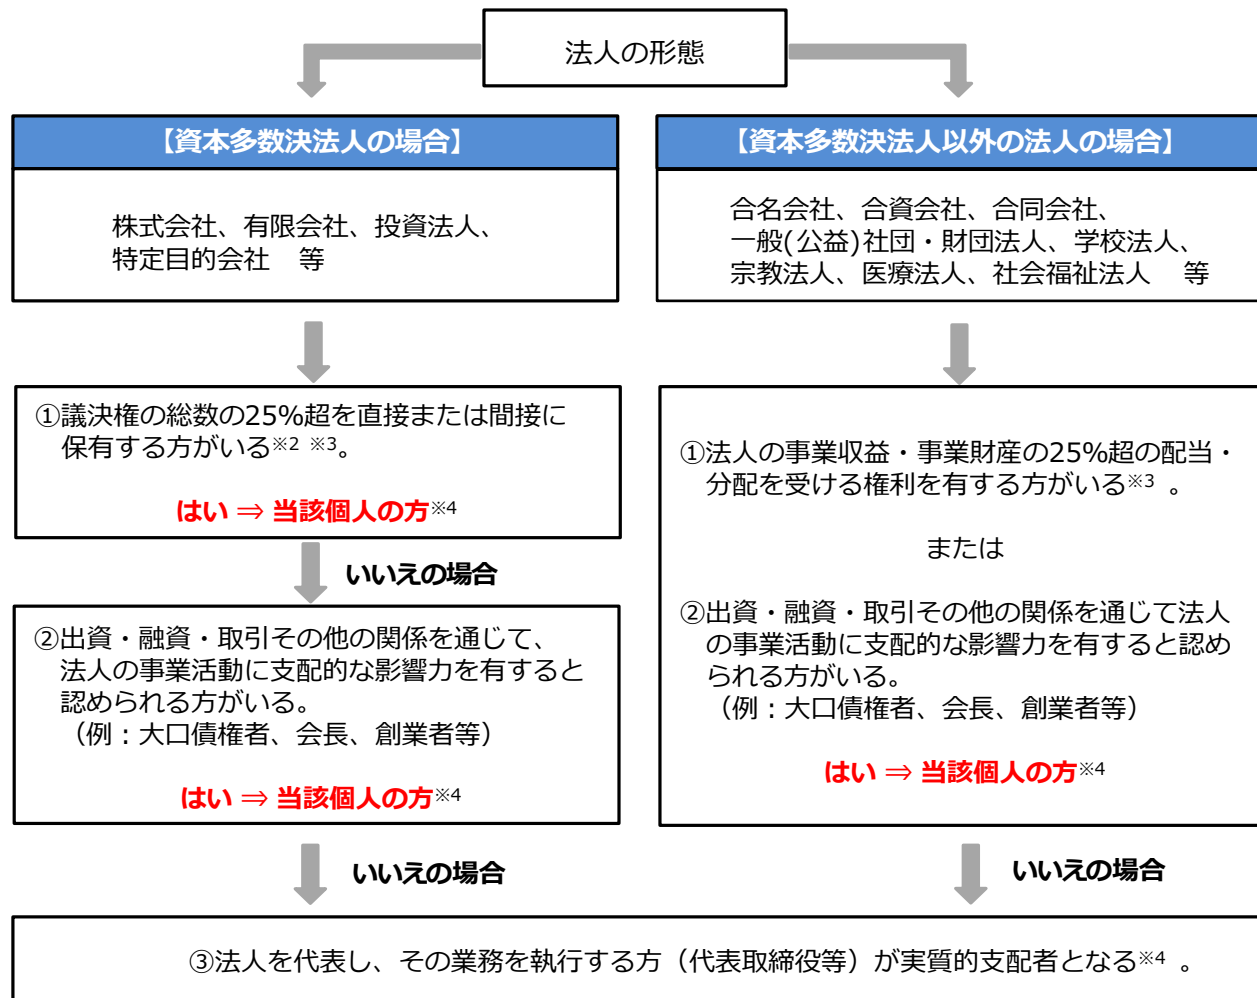 法人の形態
【資本多数決法人の場合】
株式会社、有限会社、投資法人、
特定目的会社 等
①議決権の総数の25%超を直接または間接に
保有する方がいる※2 ※3。
はい ⇒ 当該個人の方※4
いいえの場合
②出資・融資・取引その他の関係を通じて、
法人の事業活動に支配的な影響力を有すると
認められる方がいる。
（例：大口債権者、会長、創業者等）
はい ⇒ 当該個人の方※4
いいえの場合
【資本多数決法人以外の法人の場合】
合名会社、合資会社、合同会社、
一般(公益)社団・財団法人、学校法人、
宗教法人、医療法人、社会福祉法人 等
①法人の事業収益・事業財産の25%超の配当・
分配を受ける権利を有する方がいる※3 。
または
②出資・融資・取引その他の関係を通じて法人
の事業活動に支配的な影響力を有すると認め
られる方がいる。
（例：大口債権者、会長、創業者等）
はい ⇒ 当該個人の方※4
いいえの場合
③法人を代表し、その業務を執行する方（代表取締役等）が実質的支配者となる※4 。